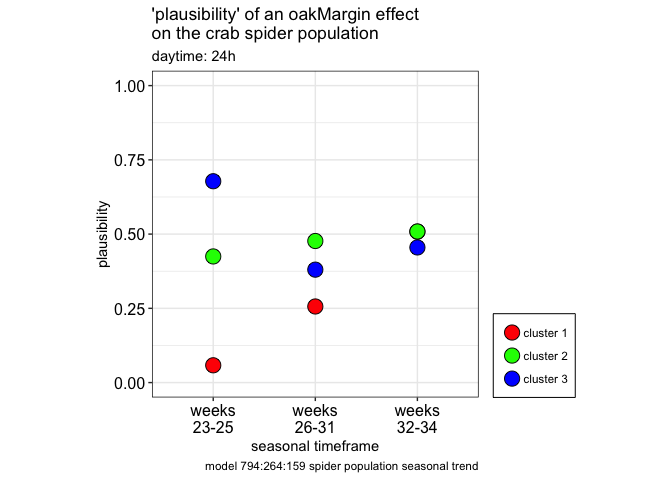 'plausibility' of an oakMargin effect
on the crab spider population
daytime: 24h
1.00
0.75
0.50
0.25
0.00
plausibility
weeks
23-25
weeks
26-31
weeks
32-34
seasonal timeframe
cluster 1
cluster 2
cluster 3
model 794:264:159 spider population seasonal trend